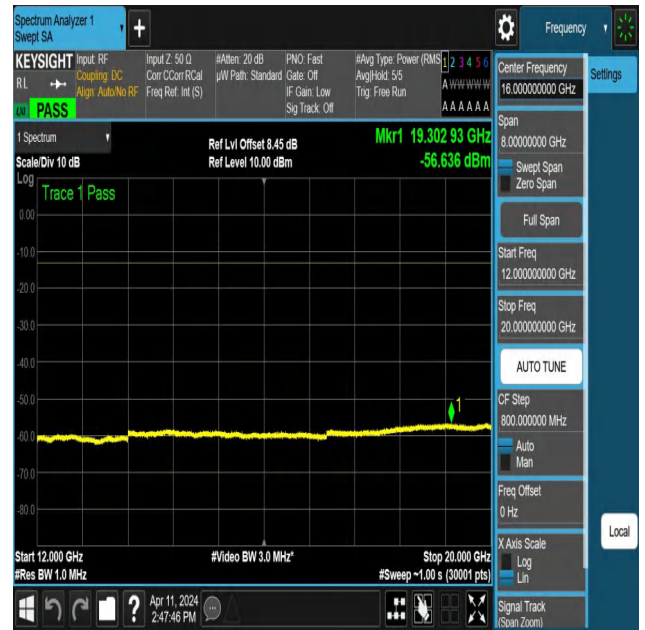 Spectrum Analyzer 1
Swept SA
+
Frequency
KEYSIGHT
RL
LXI
PASS
Input: RF
Coupling: DC
Align: Auto/No RF
Input Z: 50 Ω
Corr CCorr RCal
Freq Ref: Int (S)
#Atten: 20 dB
µW Path: Standard
PNO: Fast
Gate: Off
IF Gain: Low
Sig Track: Off
#Avg Type: Power (RMS
Avg|Hold: 5/5
Trig: Free Run
1 2 3 4 5 6
A W W W W W
A A A A A A
1 Spectrum
Scale/Div 10 dB
Ref Lvl Offset 8.45 dB
Ref Level 10.00 dBm
Mkr1 19.302 93 GHz
-56.636 dBm
Log
Trace 1 Pass
0.00
-10.0
-20.0
-30.0
-40.0
-50.0
-60.0
-70.0
-80.0
1
Start 12.000 GHz
#Res BW 1.0 MHz
#Video BW 3.0 MHz*
Stop 20.000 GHz
#Sweep ~1.00 s (30001 pts)
Center Frequency
16.000000000 GHz
Settings
Span
8.00000000 GHz
Swept Span
Zero Span
Full Span
Start Freq
12.000000000 GHz
Stop Freq
20.000000000 GHz
AUTO TUNE
CF Step
800.000000 MHz
Auto
Man
Freq Offset
0 Hz
X Axis Scale
Log
Lin
Signal Track
(Span Zoom)
Local
?
Apr 11, 2024
2:47:46 PM